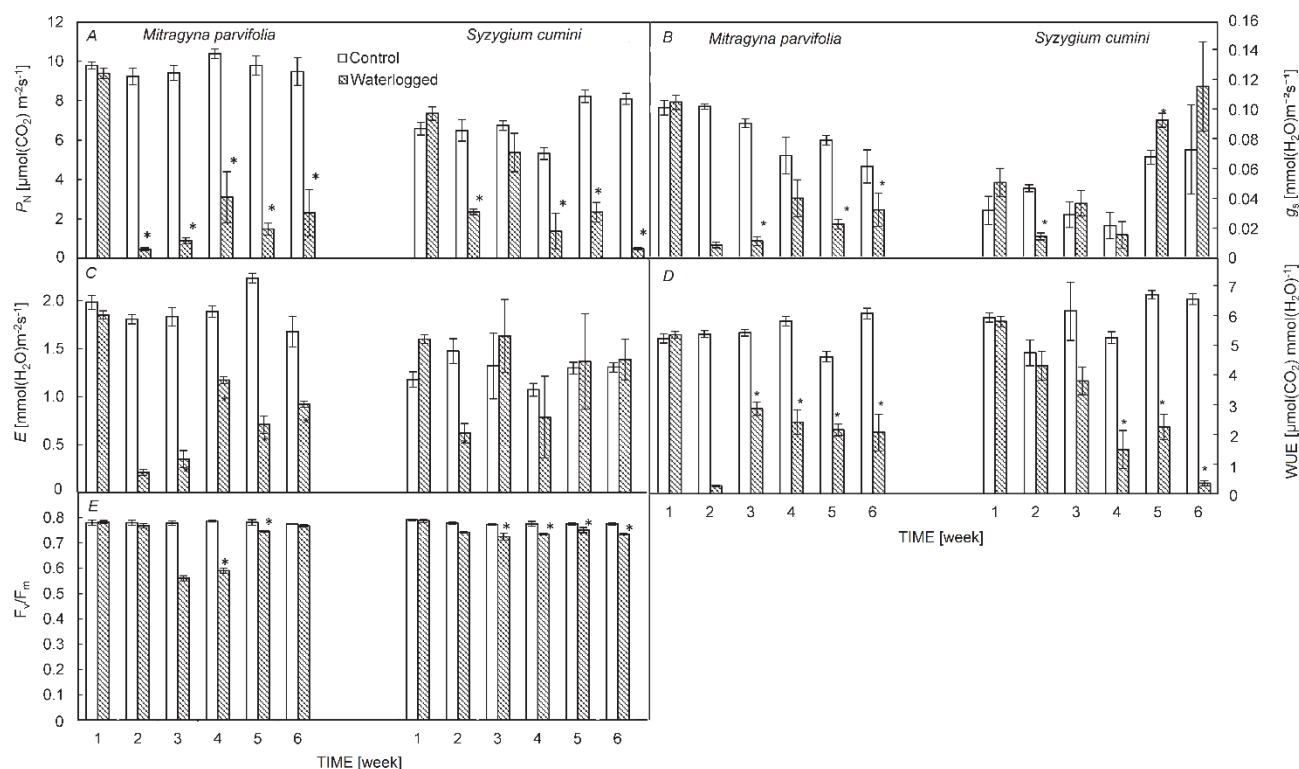 A
Mitragyna parvifolia
Syzygium cumini
Control
Waterlogged
12
10
8
6
4
2
0
P_N [µmol(CO₂) m⁻²s⁻¹]
* * * * *
* * * *
B
Mitragyna parvifolia
Syzygium cumini
0.16
0.14
0.12
0.10
0.08
0.06
0.04
0.02
0
g_s [mmol(H₂O)m⁻²s⁻¹]
* * *
* *
C
2.0
1.5
1.0
0.5
0
E [mmol(H₂O)m⁻²s⁻¹]
* * * *
*
D
7
6
5
4
3
2
1
0
WUE [µmol(CO₂) mmol(H₂O)⁻¹]
* * * *
* * *
1 2 3 4 5 6
1 2 3 4 5 6
TIME [week]
E
0.8
0.7
0.6
0.5
0.4
0.3
0.2
0.1
0
F_v/F_m
* *
* * * *
1 2 3 4 5 6
1 2 3 4 5 6
TIME [week]